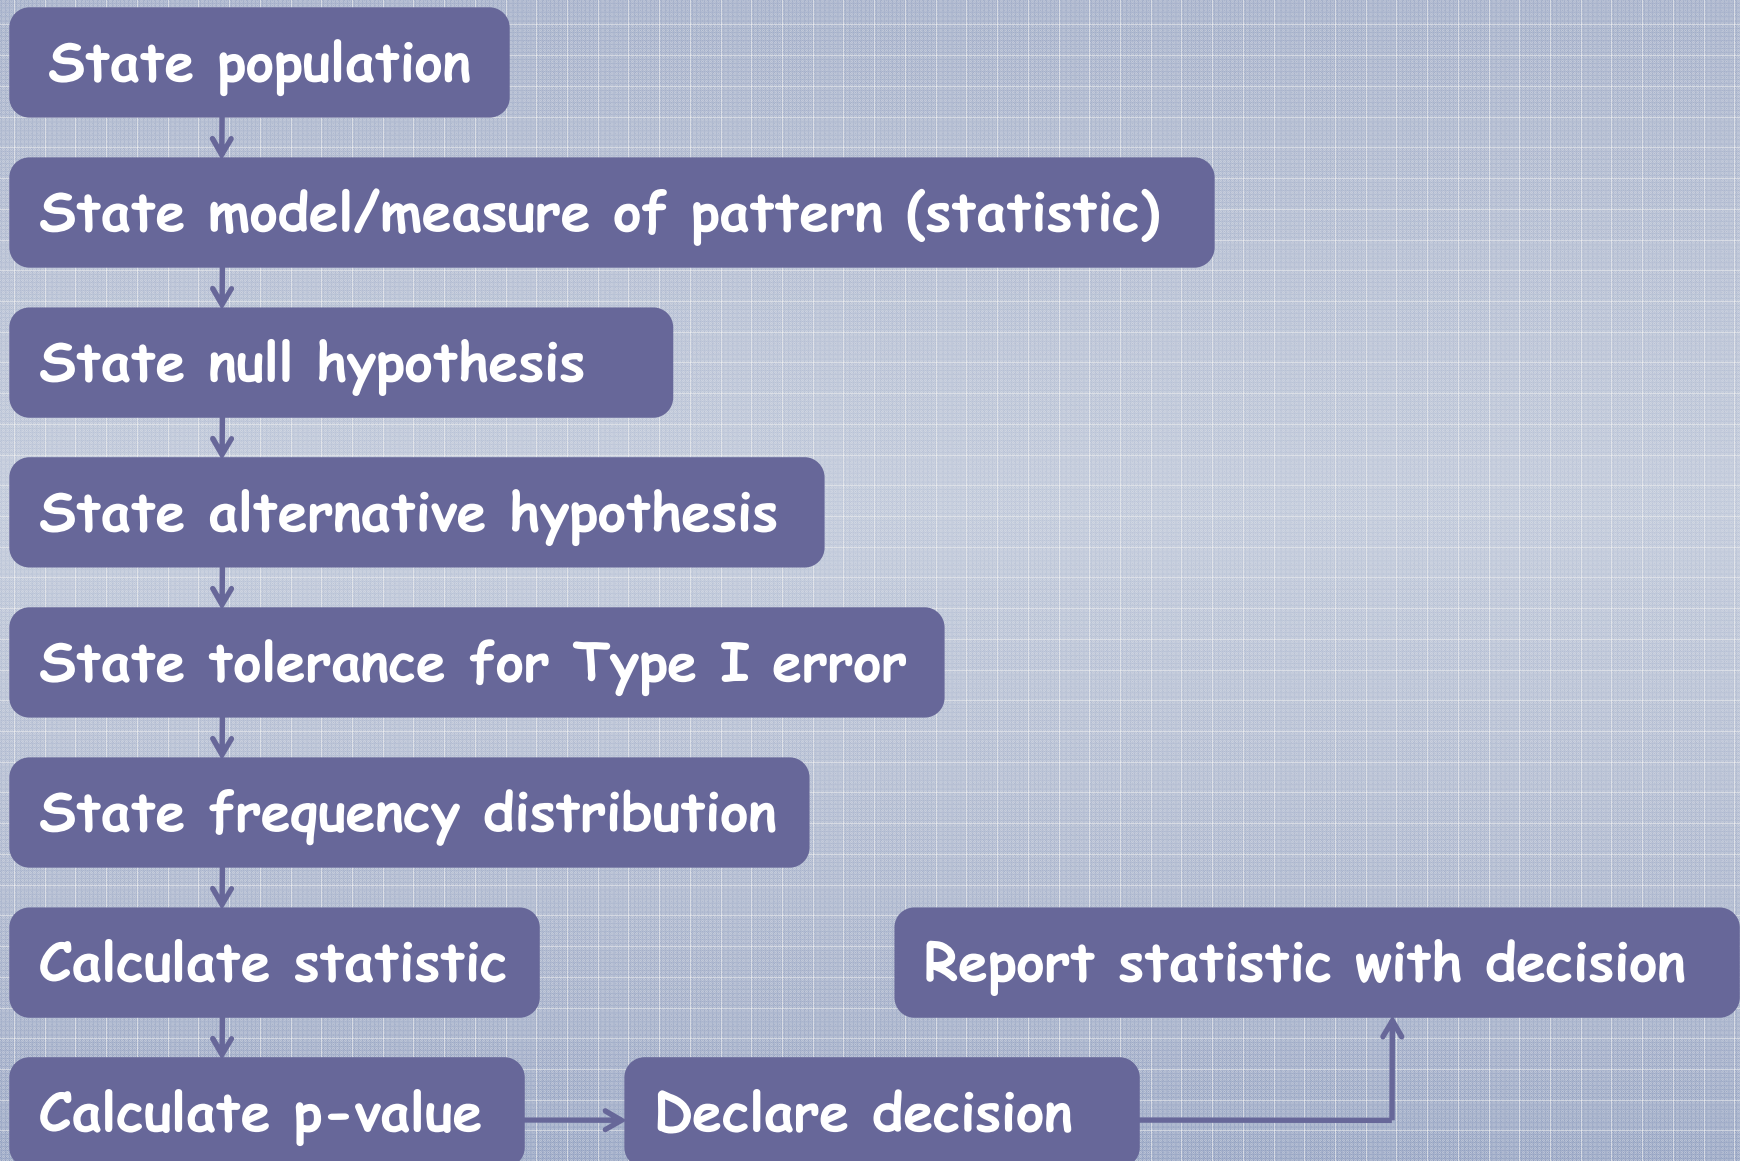 State population
State model/measure of pattern (statistic)
State null hypothesis
State alternative hypothesis
State tolerance for Type I error
State frequency distribution
Calculate statistic
Calculate p-value
Declare decision
Report statistic with decision